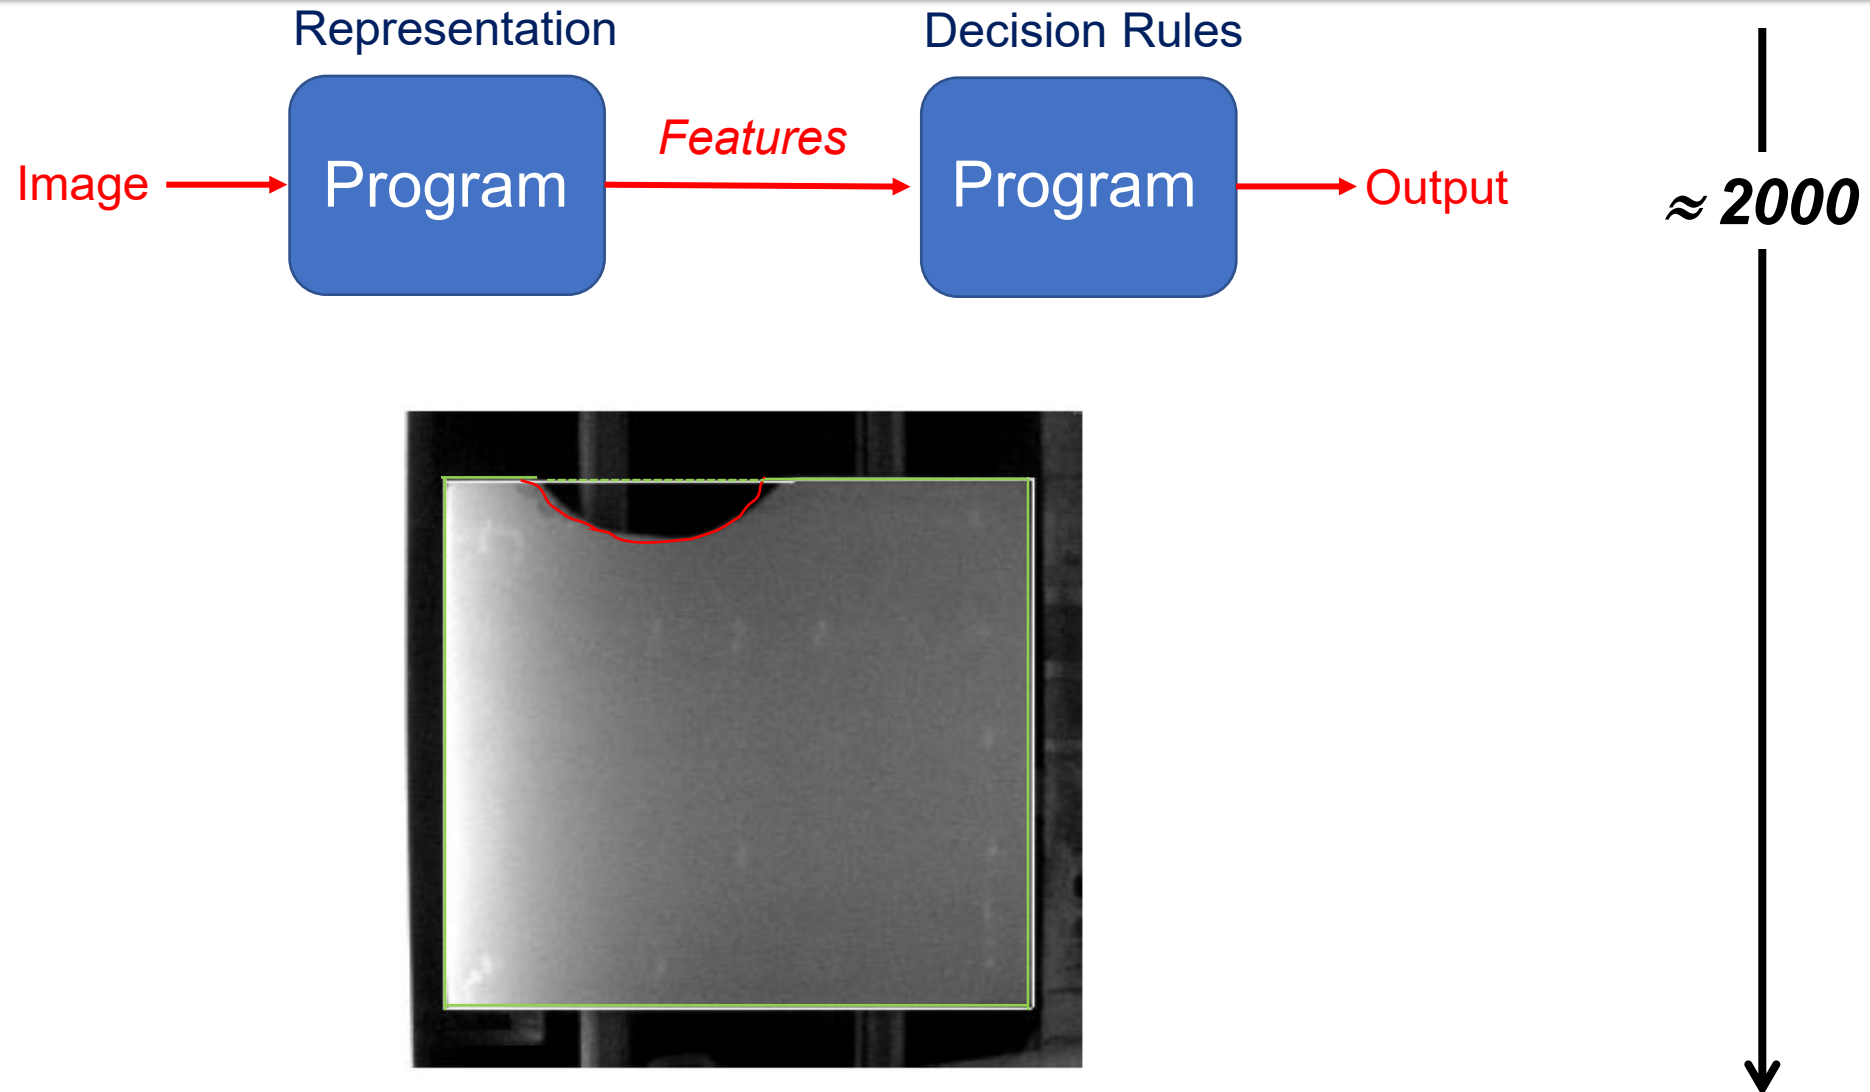 Representation
Decision Rules
Image
Program
Features
Program
Output
≈ 2000